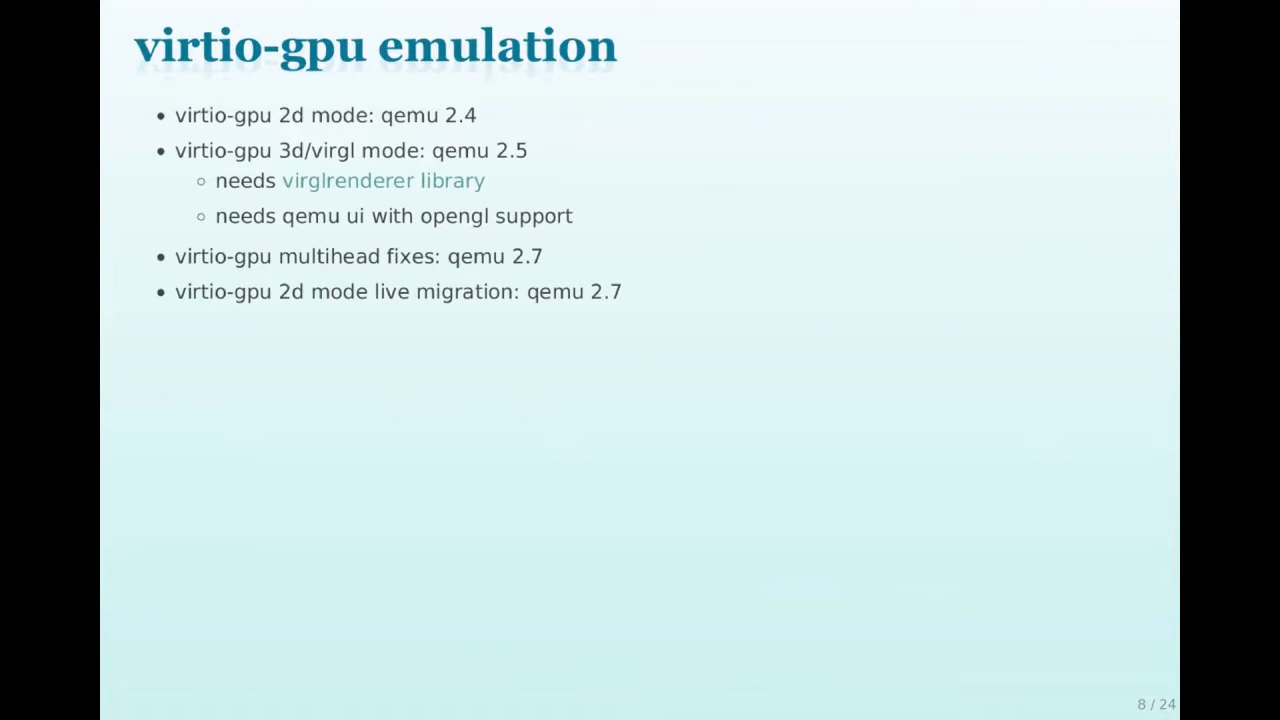 virtio-gpu emulation
• virtio-gpu 2d mode: qemu 2.4
• virtio-gpu 3d/virgl mode: qemu 2.5
◦ needs virglrenderer library
◦ needs qemu ui with opengl support
• virtio-gpu multihead fixes: qemu 2.7
• virtio-gpu 2d mode live migration: qemu 2.7
8 / 24